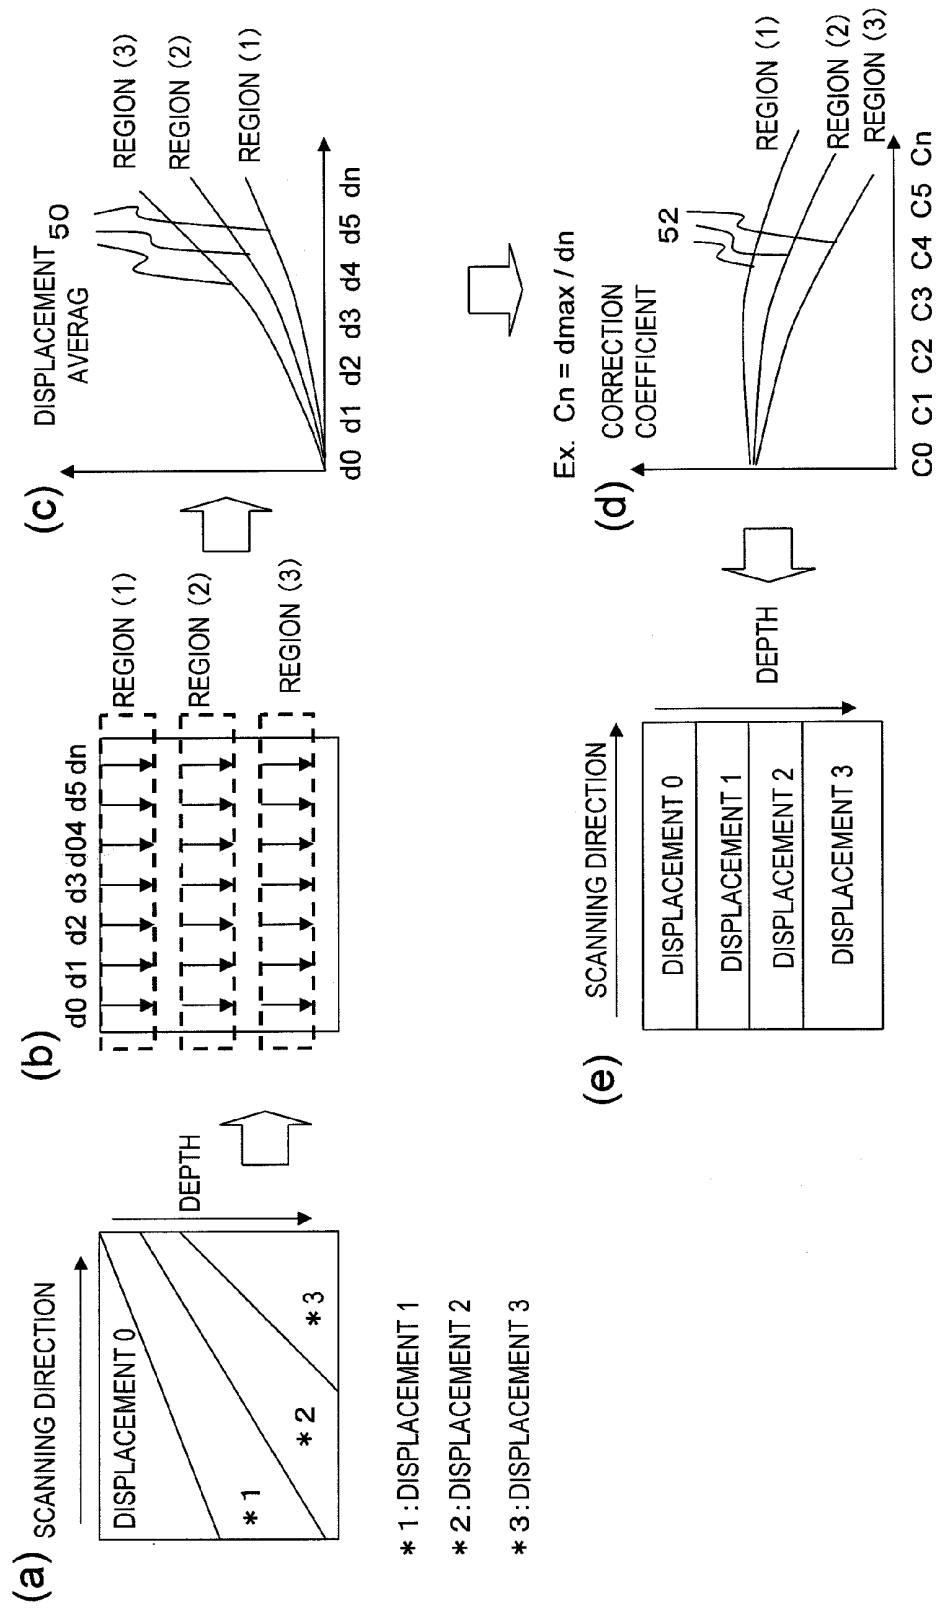 (a)
SCANNING DIRECTION
DISPLACEMENT 0
*1
*2
*3
DEPTH
*1:DISPLACEMENT 1
*2:DISPLACEMENT 2
*3:DISPLACEMENT 3
(b)
d0 d1 d2 d3 d04 d5 dn
REGION (1)
REGION (2)
REGION (3)
(c)
DISPLACEMENT
AVERAG
50
REGION (3)
REGION (2)
REGION (1)
d0 d1 d2 d3 d4 d5 dn
Ex. Cn = dmax / dn
(d)
CORRECTION
COEFFICIENT
52
REGION (1)
REGION (2)
REGION (3)
C0 C1 C2 C3 C4 C5 Cn
(e)
SCANNING DIRECTION
DISPLACEMENT 0
DISPLACEMENT 1
DISPLACEMENT 2
DISPLACEMENT 3
DEPTH